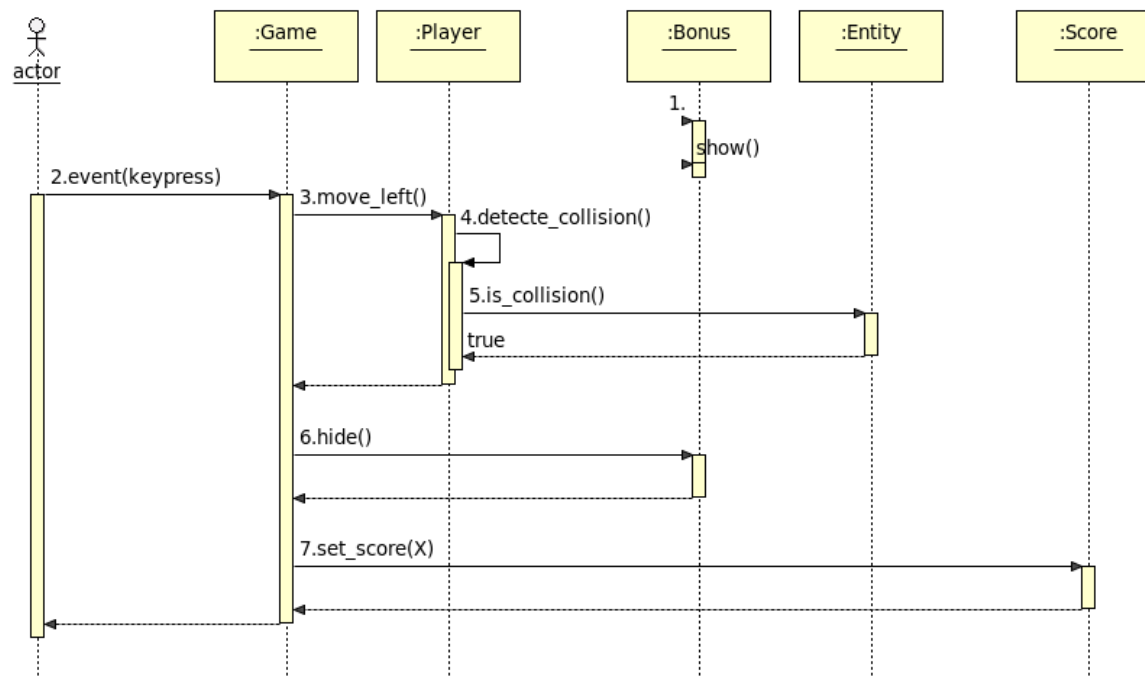 actor
:Game
:Player
:Bonus
:Entity
:Score
1.
show()
2.event(keypress)
3.move_left()
4.detecte_collision()
5.is_collision()
true
6.hide()
7.set_score(X)